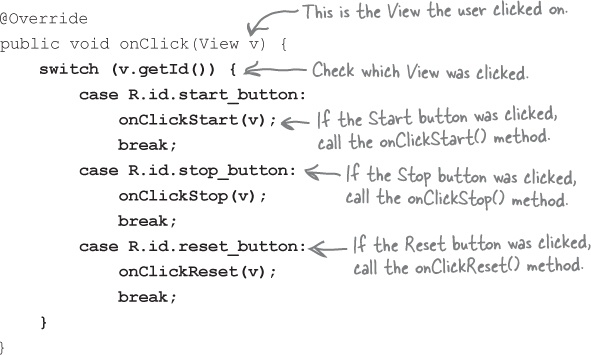 @Override
This is the View the user clicked on.
public void onClick(View v) {
switch (v.getId()) {
Check which View was clicked.
case R.id.start_button:
onClickStart(v);
If the Start button was clicked,
call the onClickStart() method.
break;
case R.id.stop_button:
If the Stop button was clicked,
call the onClickStop() method.
onClickStop(v);
break;
case R.id.reset_button:
If the Reset button was clicked,
call the onClickReset() method.
onClickReset(v);
break;
}
}